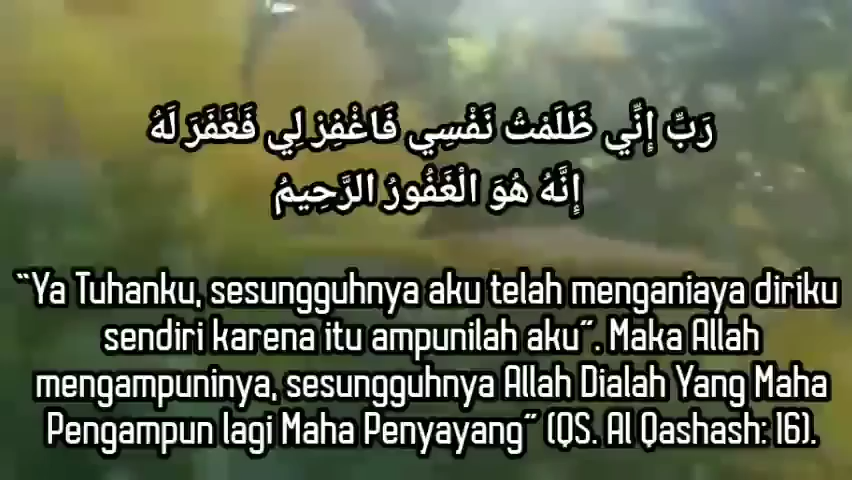 رَبِّ إِنِّي ظَلَمْتُ نَفْسِي فَاغْفِرْ لِي فَغَفَرَ لَهُ
إِنَّهُ هُوَ الْغَفُورُ الرَّحِيمُ
“Ya Tuhanku, sesungguhnya aku telah menganiaya diriku
sendiri karena itu ampunilah aku”. Maka Allah
mengampuninya, sesungguhnya Allah Dialah Yang Maha
Pengampun lagi Maha Penyayang” (QS. Al Qashash: 16).